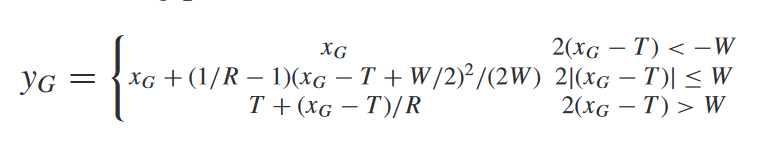 x_G 2(x_G − T) < −W
y_G = { x_G + (1/R − 1)(x_G − T + W/2)²/(2W) 2|(x_G − T)| ≤ W
T + (x_G − T)/R 2(x_G − T) > W